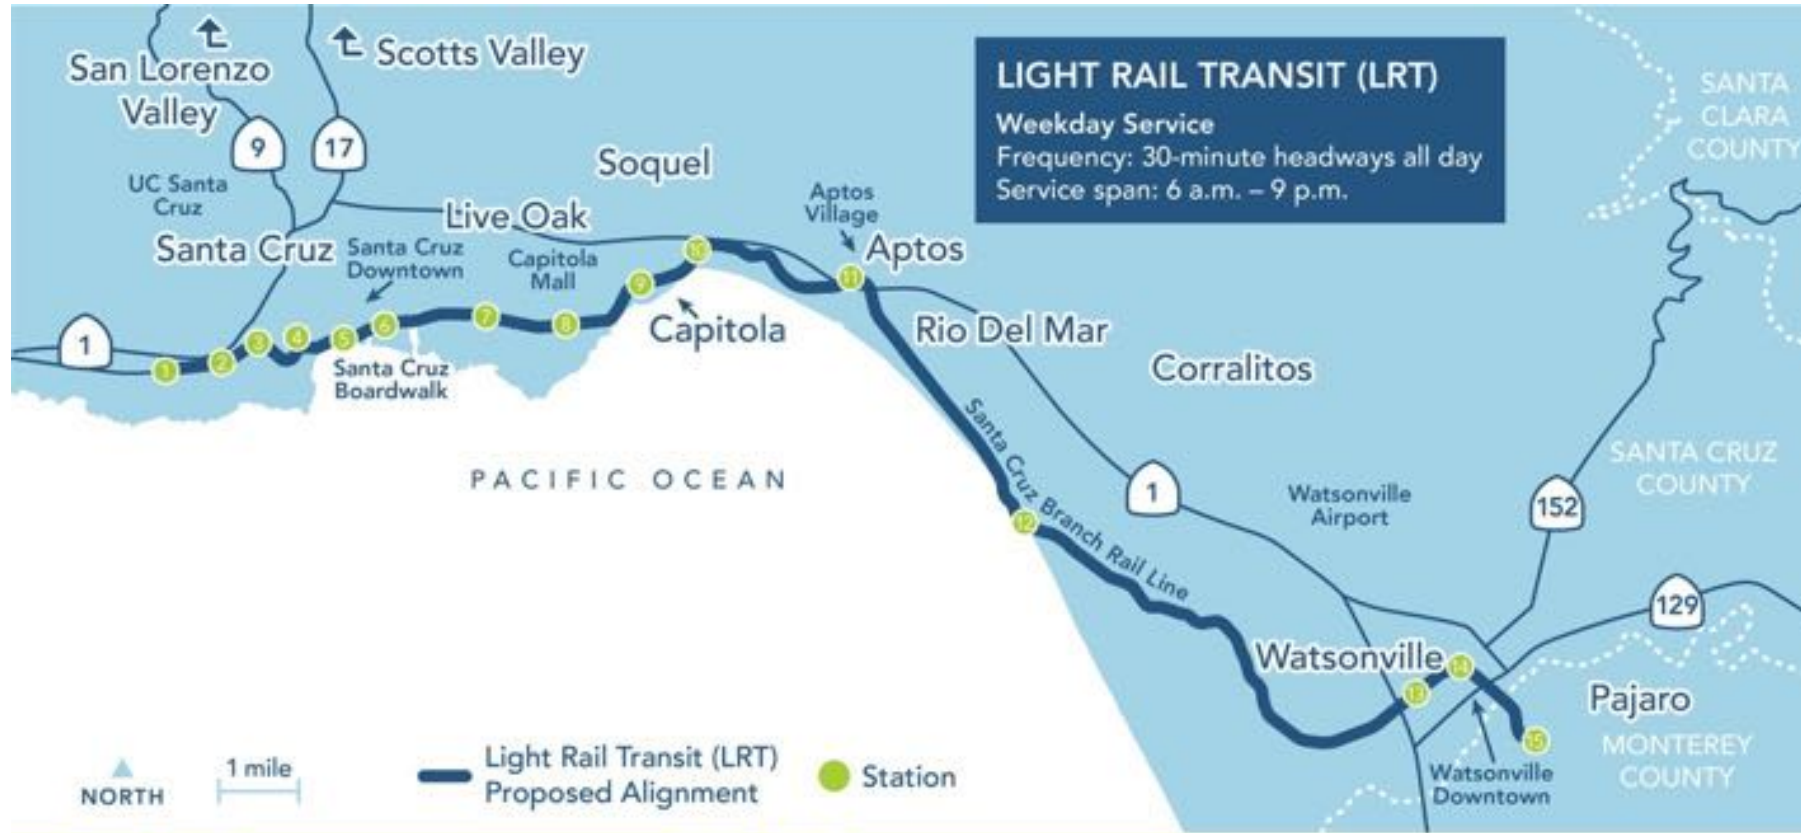 San Lorenzo
Valley
Scotts Valley
9
17
LIGHT RAIL TRANSIT (LRT)
Weekday Service
Frequency: 30-minute headways all day
Service span: 6 a.m. – 9 p.m.
SANTA
CLARA
COUNTY
UC Santa
Cruz
Soquel
Live Oak
Aptos
Village
Aptos
Santa Cruz
Santa Cruz
Downtown
Capitola
Mall
Capitola
Rio Del Mar
Corralitos
1
1
2
3
4
5
6
7
8
9
10
11
Santa Cruz
Boardwalk
PACIFIC OCEAN
Santa Cruz Branch Rail Line
12
1
Watsonville
Airport
152
SANTA CRUZ
COUNTY
129
Watsonville
13
14
15
Pajaro
MONTEREY
COUNTY
Watsonville
Downtown
NORTH
1 mile
Light Rail Transit (LRT)
Proposed Alignment
Station